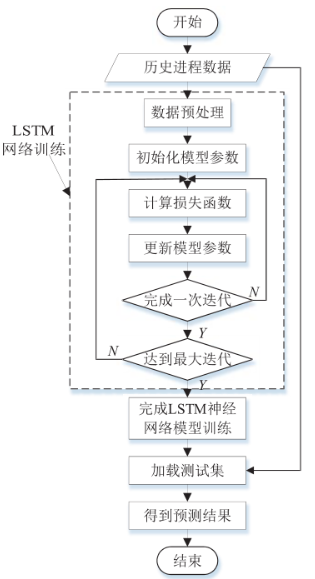 开始
历史进程数据
LSTM
网络训练
数据预处理
初始化模型参数
计算损失函数
更新模型参数
完成一次迭代
N
Y
达到最大迭代
N
Y
完成LSTM神经
网络模型训练
加载测试集
得到预测结果
结束